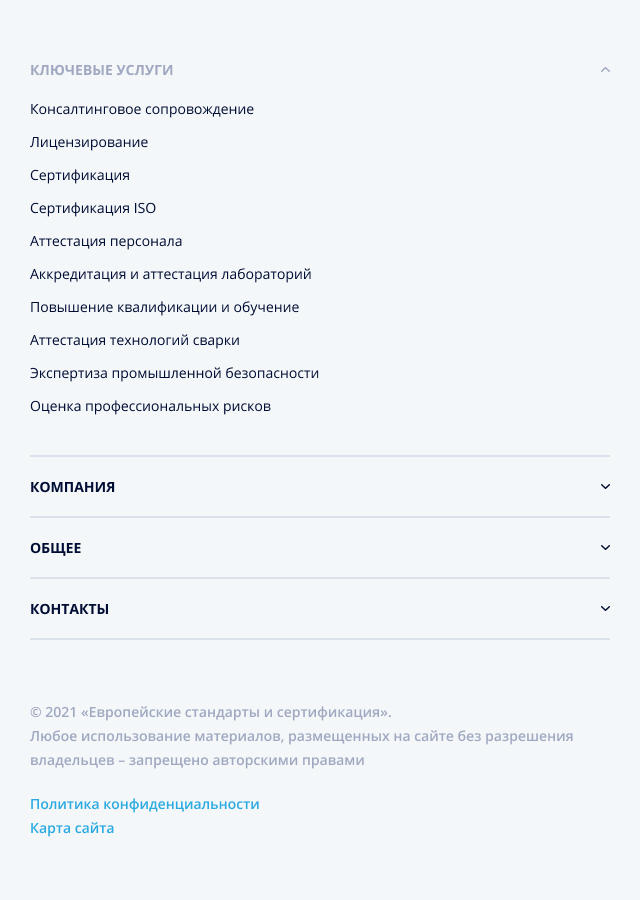 КЛЮЧЕВЫЕ УСЛУГИ
Консалтинговое сопровождение
Лицензирование
Сертификация
Сертификация ISO
Аттестация персонала
Аккредитация и аттестация лабораторий
Повышение квалификации и обучение
Аттестация технологий сварки
Экспертиза промышленной безопасности
Оценка профессиональных рисков
КОМПАНИЯ
ОБЩЕЕ
КОНТАКТЫ
© 2021 «Европейские стандарты и сертификация».
Любое использование материалов, размещенных на сайте без разрешения
владельцев – запрещено авторскими правами
Политика конфиденциальности
Карта сайта